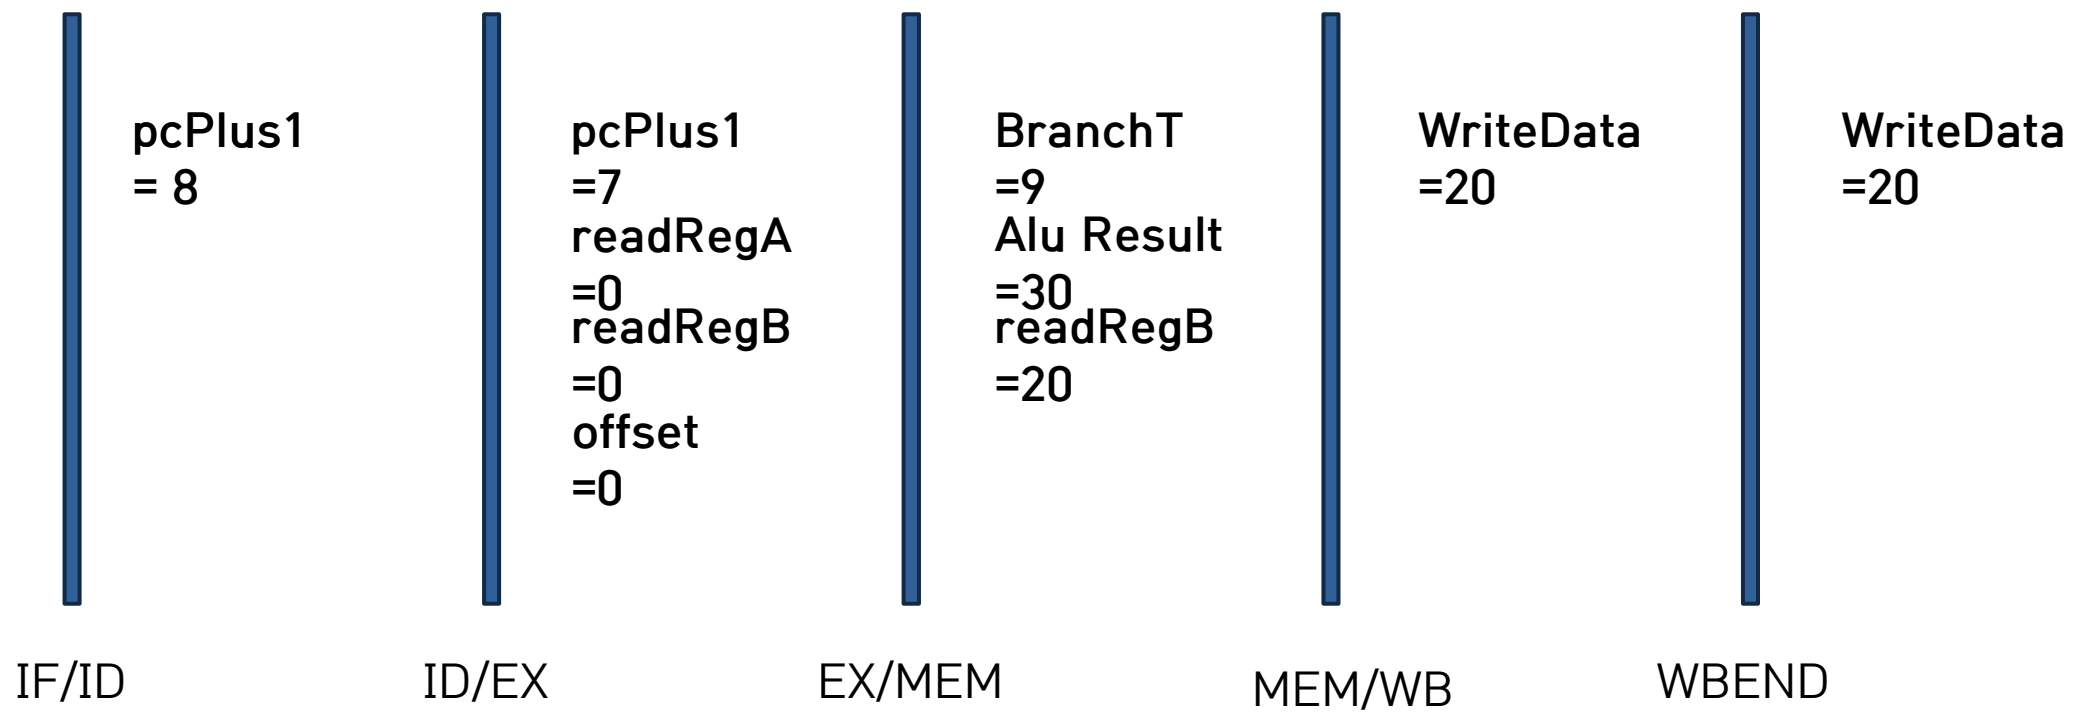 pcPlus1
= 8
pcPlus1
=7
readRegA
=0
readRegB
=0
offset
=0
BranchT
=9
Alu Result
=30
readRegB
=20
WriteData
=20
WriteData
=20
IF/ID
ID/EX
EX/MEM
MEM/WB
WBEND